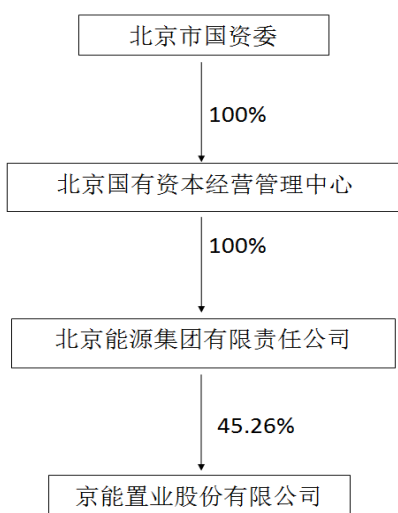 北京市国资委
100%
北京国有资本经营管理中心
100%
北京能源集团有限责任公司
45.26%
京能置业股份有限公司